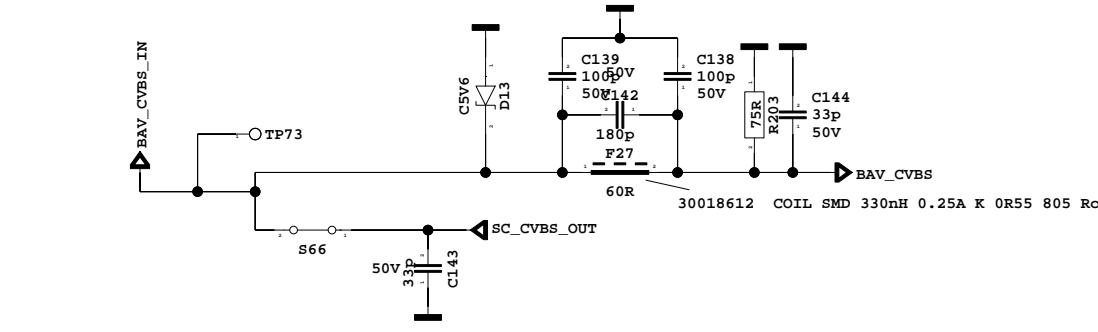 BAV_CVBS_IN
TP73
C5V6
D13
C139
100p
50V
50V
C142
180p
C138
100p
50V
F27
60R
75R
R203
C144
33p
50V
BAV_CVBS
30018612 COIL SMD 330nH 0.25A K 0R55 805 Ro
S66
SC_CVBS_OUT
50V
33p
C143